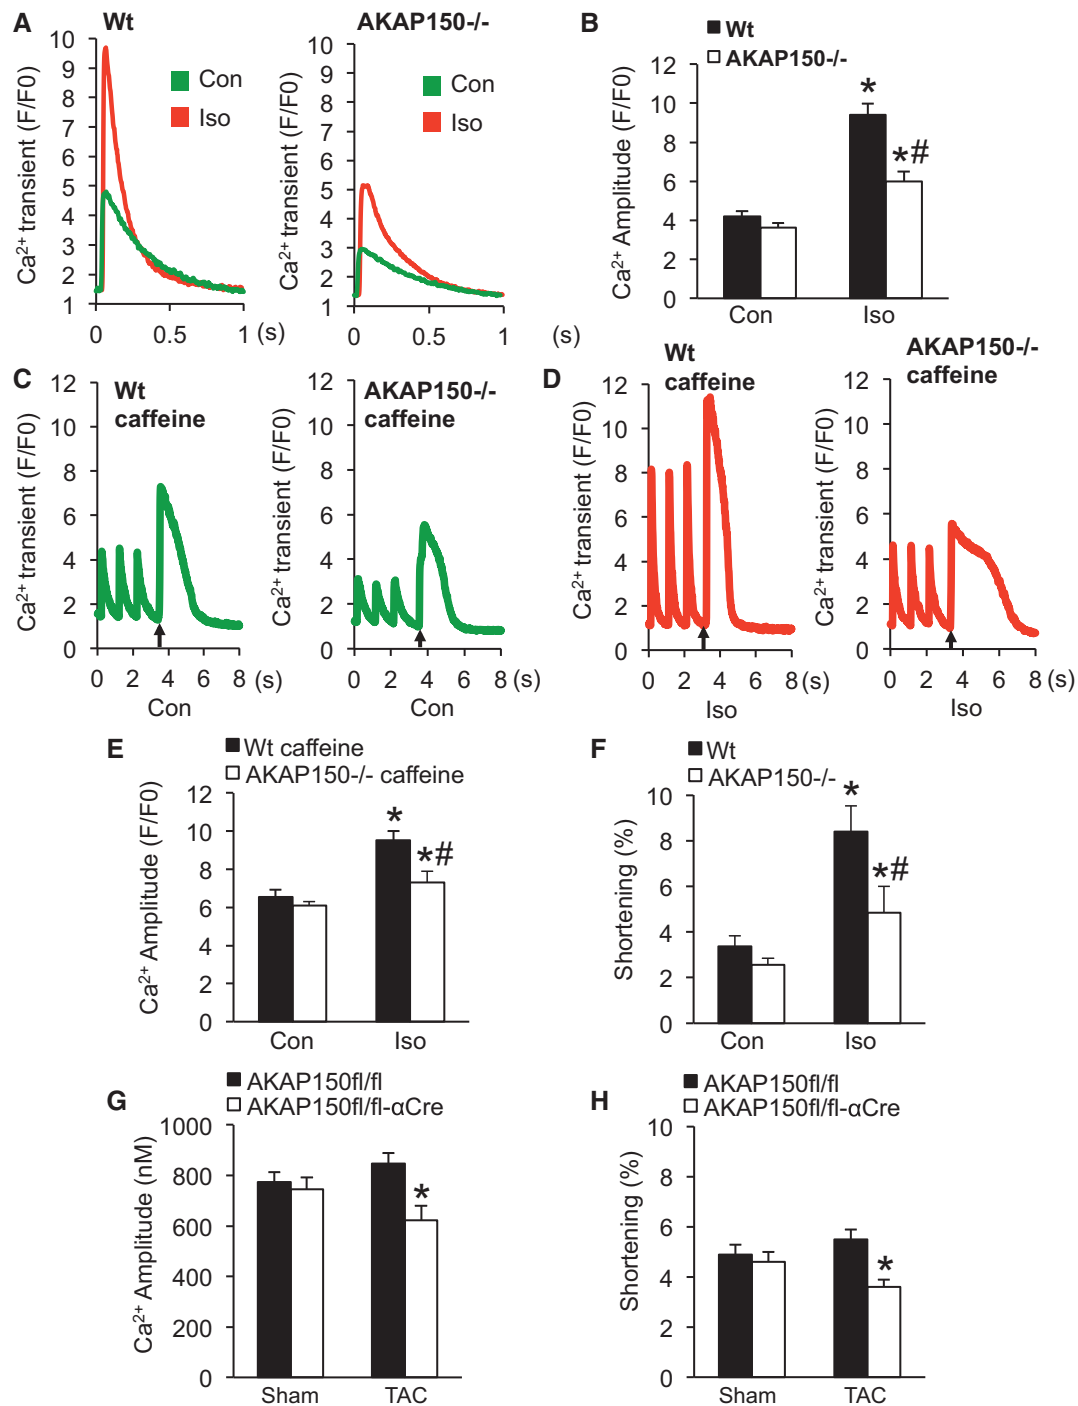 A
Wt
AKAP150-/-
Ca²⁺ transient (F/F0)
10
9
8
7
6
5
4
3
2
1
Con
Iso
0 0.5 1 (s)
Ca²⁺ transient (F/F0)
10
9
8
7
6
5
4
3
2
1
Con
Iso
0 0.5 1 (s)
B
Wt
AKAP150-/-
Ca²⁺ Amplitude (F/F0)
12
10
8
6
4
2
0
*
*#
Con Iso
C
Wt
caffeine
Ca²⁺ transient (F/F0)
12
10
8
6
4
2
0
0 2 4 6 8 (s)
Con
AKAP150-/-
caffeine
Ca²⁺ transient (F/F0)
12
10
8
6
4
2
0
0 2 4 6 8 (s)
Con
D
Wt
caffeine
Ca²⁺ transient (F/F0)
12
10
8
6
4
2
0
0 2 4 6 8
Iso
AKAP150-/-
caffeine
Ca²⁺ transient (F/F0)
12
10
8
6
4
2
0
0 2 4 6 8 (s)
Iso
E
Wt caffeine
AKAP150-/- caffeine
Ca²⁺ Amplitude (F/F0)
12
10
8
6
4
2
0
*
*#
Con Iso
F
Wt
AKAP150-/-
Shortening (%)
10
8
6
4
2
0
*
*#
Con Iso
G
AKAP150fl/fl
AKAP150fl/fl-αCre
Ca²⁺ Amplitude (nM)
1000
800
600
400
200
0
*
Sham TAC
H
AKAP150fl/fl
AKAP150fl/fl-αCre
Shortening (%)
10
8
6
4
2
0
*
Sham TAC